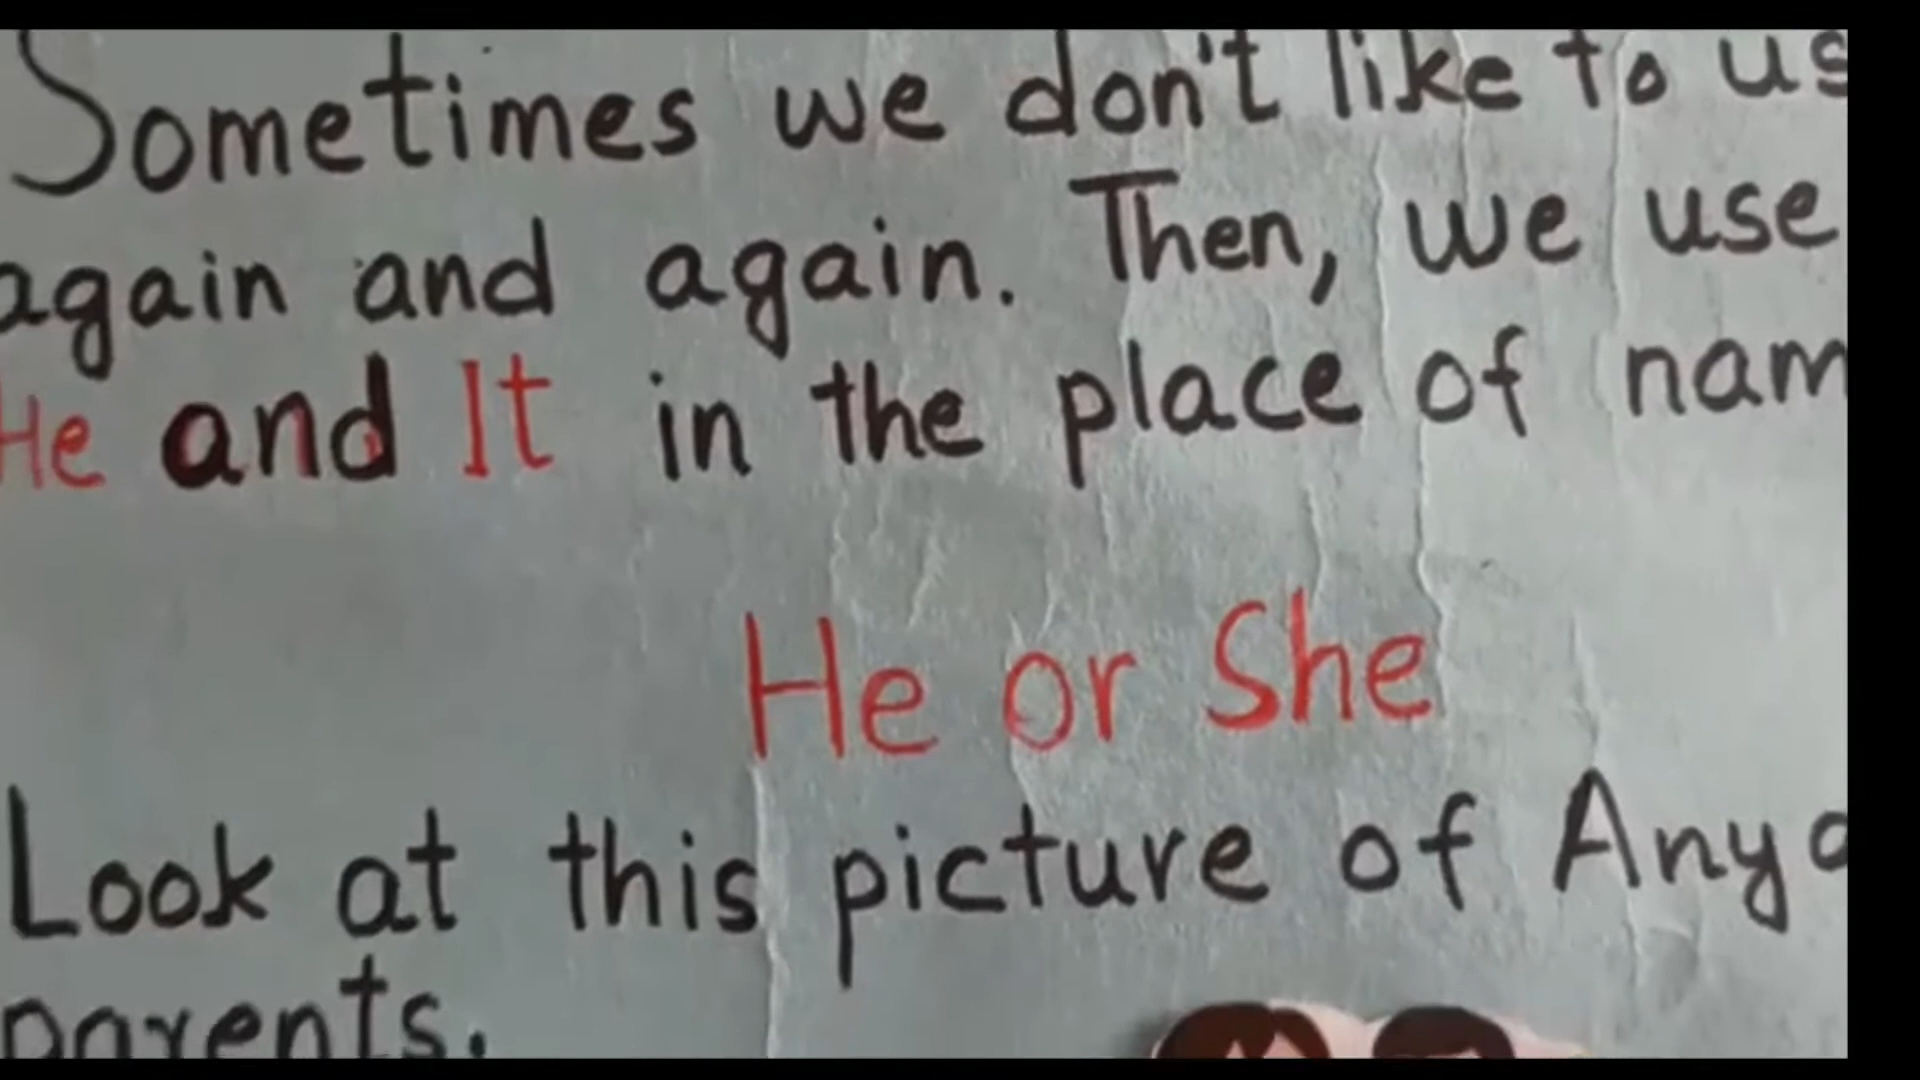 Sometimes we don't like to us
again and again. Then, we use
He and It in the place of nam
He or She
Look at this picture of Anya
parents.